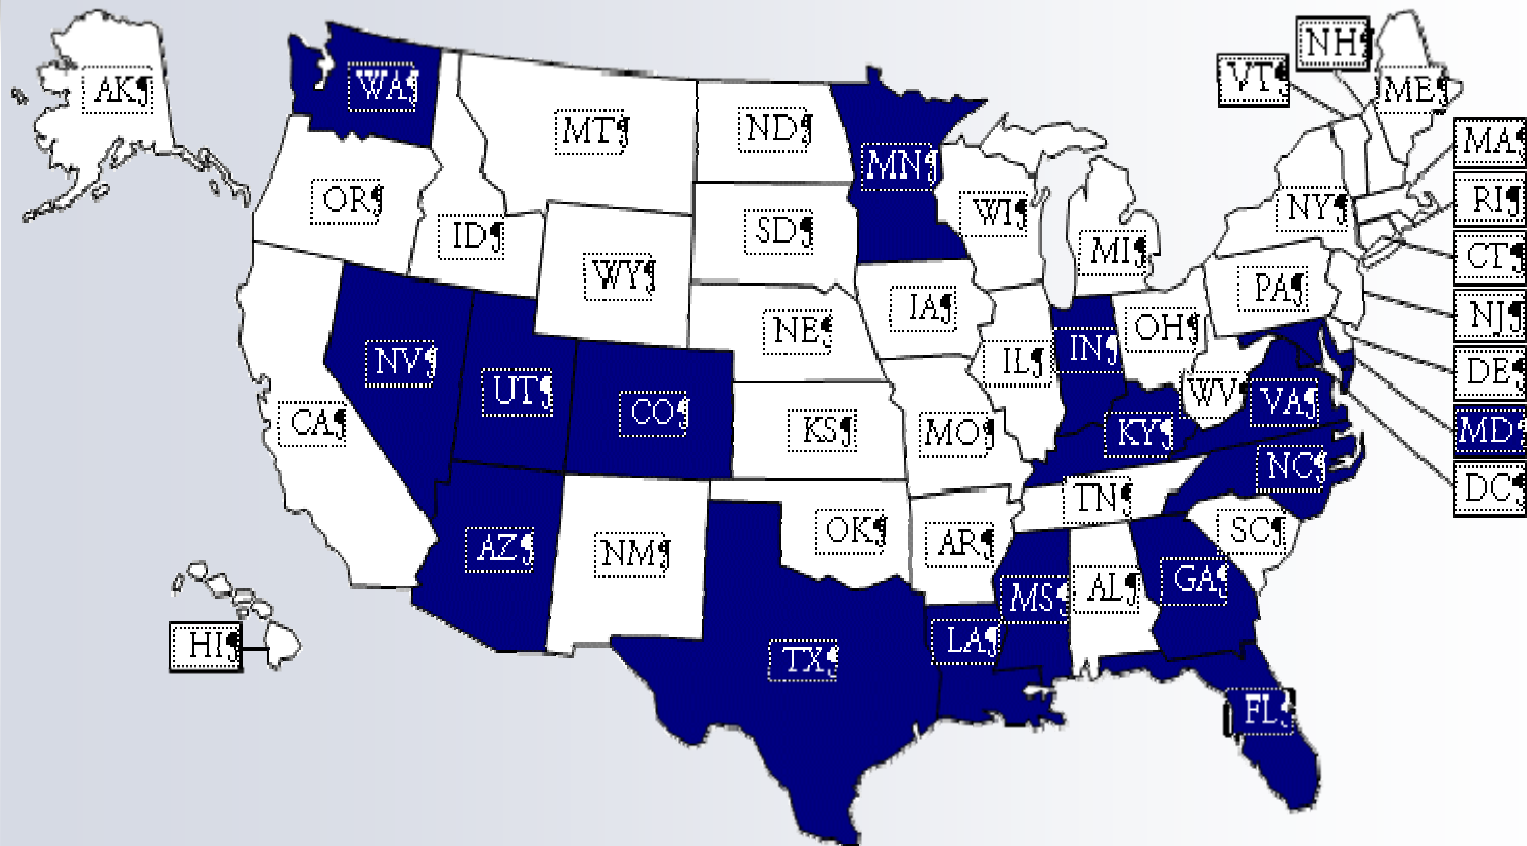 NH¶
VT¶
AK¶
WA¶
ME¶
MT¶
ND¶
MA¶
MN¶
OR¶
WI¶
NY¶
RI¶
ID¶
SD¶
MI¶
CT¶
WY¶
PA¶
IA¶
NE¶
OH¶
NJ¶
NV¶
IL¶
IN¶
DE¶
UT¶
WV¶
VA¶
CO¶
CA¶
KS¶
MO¶
KY¶
MD¶
NC¶
DC¶
TN¶
OK¶
AR¶
SC¶
AZ¶
NM¶
MS¶
AL¶
GA¶
HI¶
LA¶
TX¶
FL¶